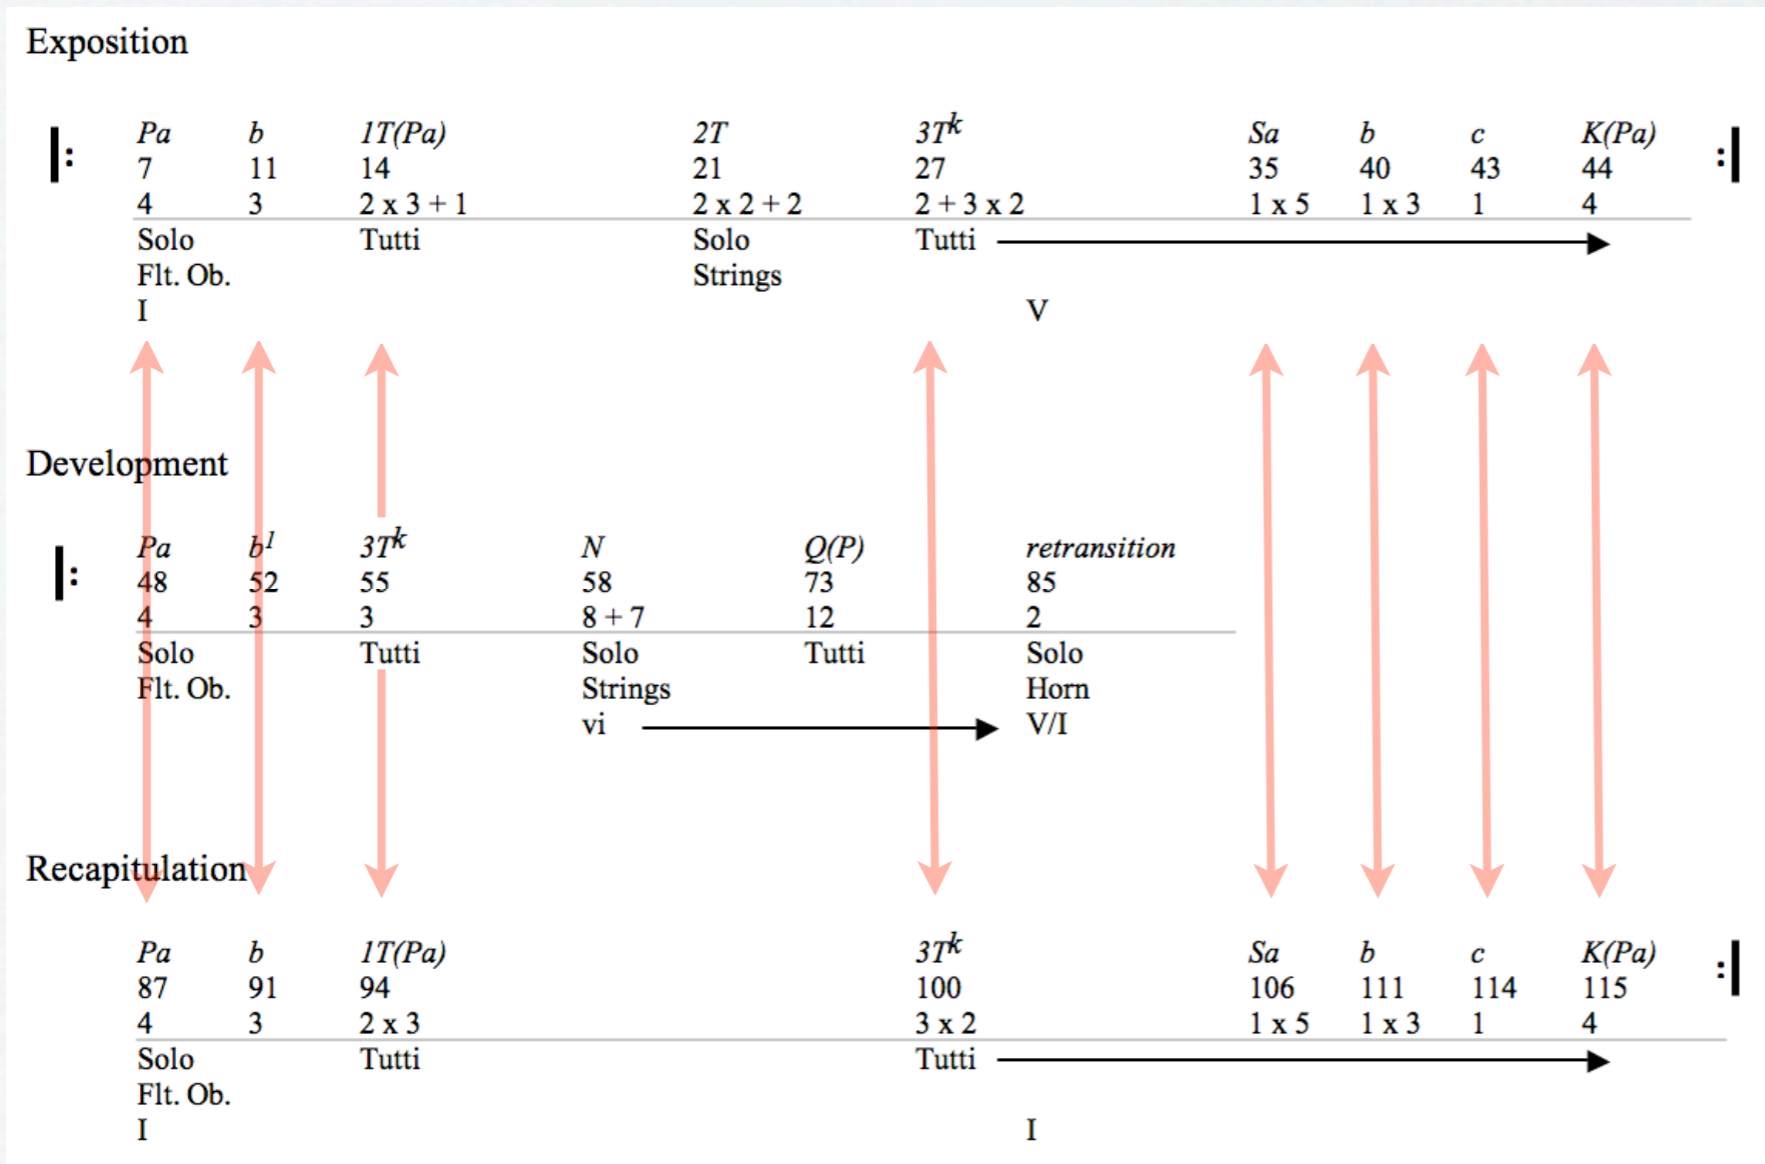 Exposition
Pa b 1T(Pa) 2T 3Tk Sa b c K(Pa)
7 11 14 21 27 35 40 43 44
4 3 2 x 3 + 1 2 x 2 + 2 2 + 3 x 2 1 x 5 1 x 3 1 4
Solo Tutti Solo Tutti
Flt. Ob. Strings
I V
Development
Pa b1 3Tk N Q(P) retransition
48 52 55 58 73 85
4 3 3 8 + 7 12 2
Solo Tutti Solo Tutti Solo
Flt. Ob. Strings Horn
vi V/I
Recapitulation
Pa b 1T(Pa) 3Tk Sa b c K(Pa)
87 91 94 100 106 111 114 115
4 3 2 x 3 3 x 2 1 x 5 1 x 3 1 4
Solo Tutti Tutti
Flt. Ob.
I I